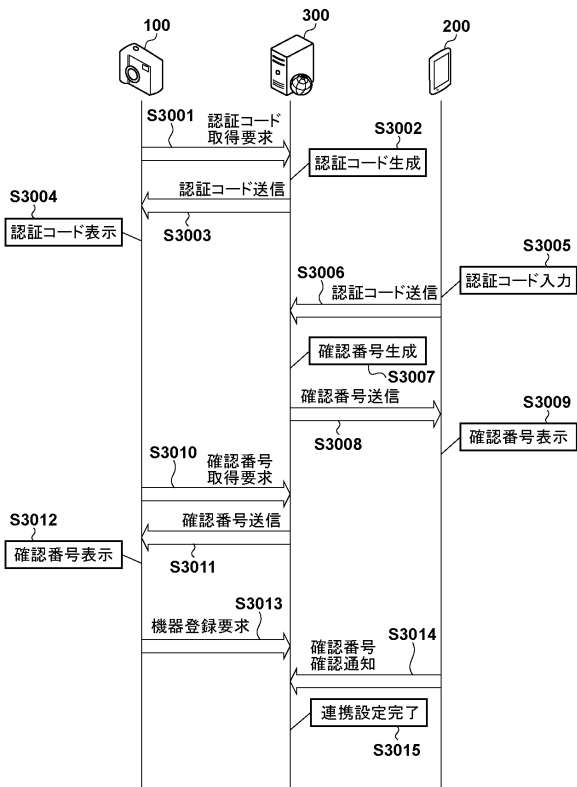 100
300
200
S3001
認証コード
取得要求
S3002
認証コード生成
認証コード送信
S3003
S3004
認証コード表示
S3005
認証コード入力
S3006
認証コード送信
確認番号生成
S3007
確認番号送信
S3008
S3009
確認番号表示
S3010
確認番号
取得要求
確認番号送信
S3011
S3012
確認番号表示
S3013
機器登録要求
S3014
確認番号
確認通知
連携設定完了
S3015